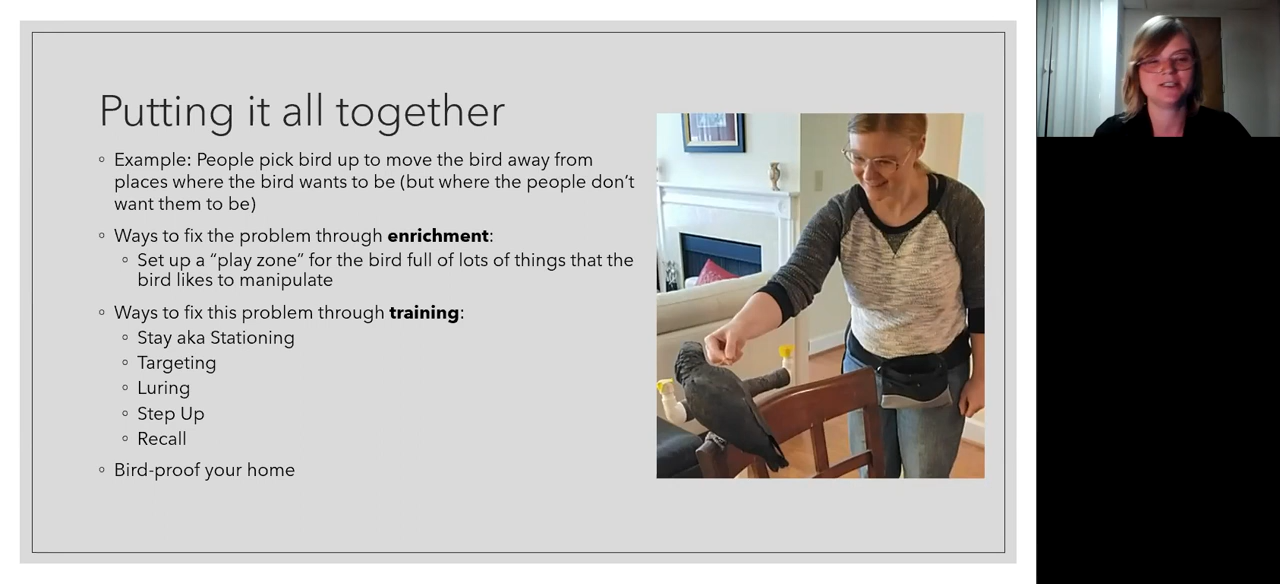 Putting it all together
◦ Example: People pick bird up to move the bird away from
places where the bird wants to be (but where the people don’t
want them to be)
◦ Ways to fix the problem through enrichment:
◦ Set up a “play zone” for the bird full of lots of things that the
bird likes to manipulate
◦ Ways to fix this problem through training:
◦ Stay aka Stationing
◦ Targeting
◦ Luring
◦ Step Up
◦ Recall
◦ Bird-proof your home